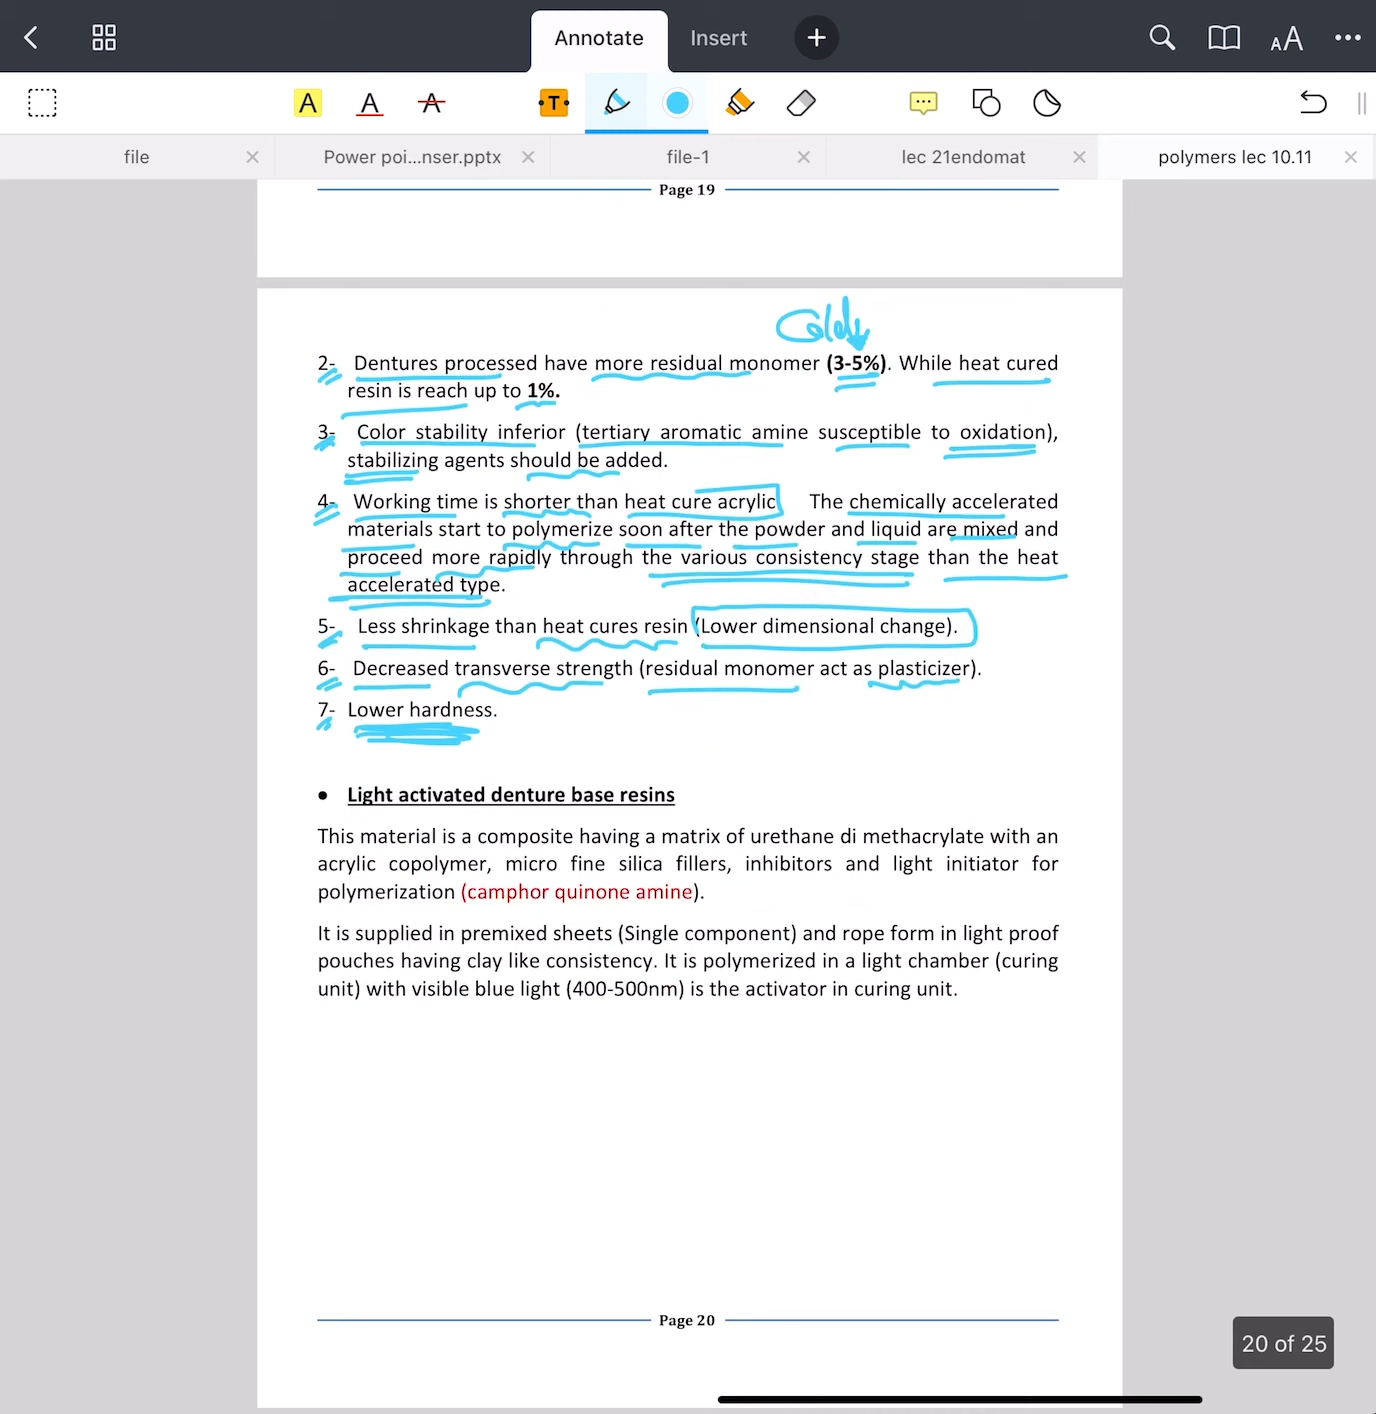 Annotate
Insert
A A A T
AA
file
Power poi...nser.pptx
file-1
lec 21endomat
polymers lec 10.11
Page 19
Cold
2- Dentures processed have more residual monomer (3-5%). While heat cured
resin is reach up to 1%.
3- Color stability inferior (tertiary aromatic amine susceptible to oxidation),
stabilizing agents should be added.
4- Working time is shorter than heat cure acrylic The chemically accelerated
materials start to polymerize soon after the powder and liquid are mixed and
proceed more rapidly through the various consistency stage than the heat
accelerated type.
5- Less shrinkage than heat cures resin (Lower dimensional change).
6- Decreased transverse strength (residual monomer act as plasticizer).
7- Lower hardness.
• Light activated denture base resins
This material is a composite having a matrix of urethane di methacrylate with an
acrylic copolymer, micro fine silica fillers, inhibitors and light initiator for
polymerization (camphor quinone amine).
It is supplied in premixed sheets (Single component) and rope form in light proof
pouches having clay like consistency. It is polymerized in a light chamber (curing
unit) with visible blue light (400-500nm) is the activator in curing unit.
Page 20
20 of 25